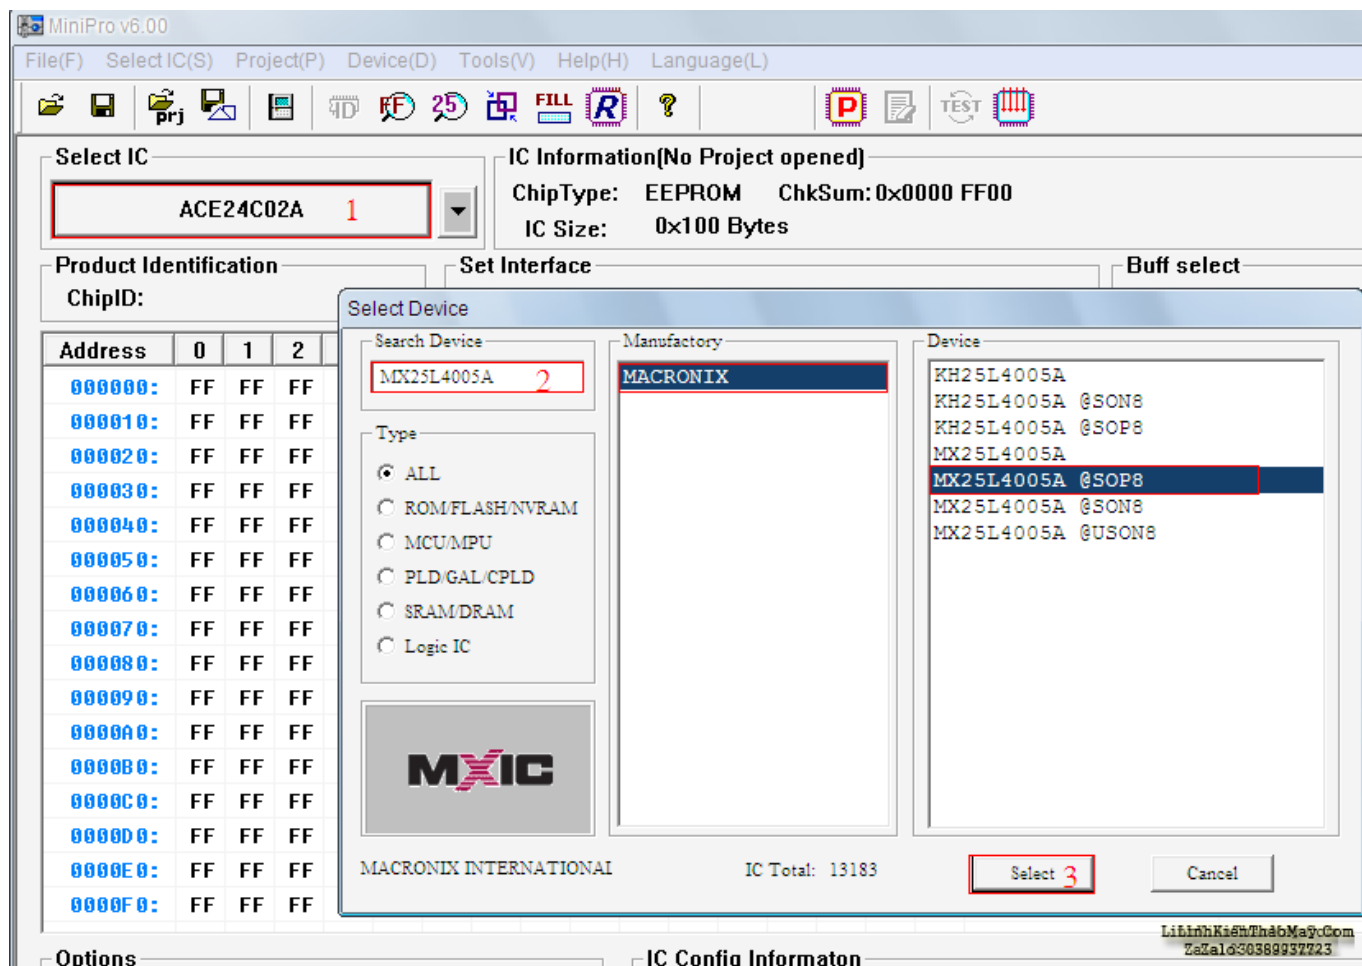 MiniPro v6.00
File(F) Select IC(S) Project(P) Device(D) Tools(V) Help(H) Language(L)
prj ID FF 25 FILL R ? P TEST
Select IC
ACE24C02A 1
IC Information(No Project opened)
ChipType: EEPROM ChkSum:0x0000 FF00
IC Size: 0x100 Bytes
Product Identification
ChipID:
Set Interface
Buff select
Address 0 1 2
000000: FF FF FF
000010: FF FF FF
000020: FF FF FF
000030: FF FF FF
000040: FF FF FF
000050: FF FF FF
000060: FF FF FF
000070: FF FF FF
000080: FF FF FF
000090: FF FF FF
0000A0: FF FF FF
0000B0: FF FF FF
0000C0: FF FF FF
0000D0: FF FF FF
0000E0: FF FF FF
0000F0: FF FF FF
Select Device
Search Device
MX25L4005A 2
Type
ALL
ROM/FLASH/NVRAM
MCU/MPU
PLD/GAL/CPLD
SRAM/DRAM
Logic IC
MXIC
Manufactory
MACRONIX
Device
KH25L4005A
KH25L4005A @SON8
KH25L4005A @SOP8
MX25L4005A
MX25L4005A @SOP8
MX25L4005A @SON8
MX25L4005A @USON8
MACRONIX INTERNATIONAL
IC Total: 13183
Select 3
Cancel
Options
IC Config Informaton